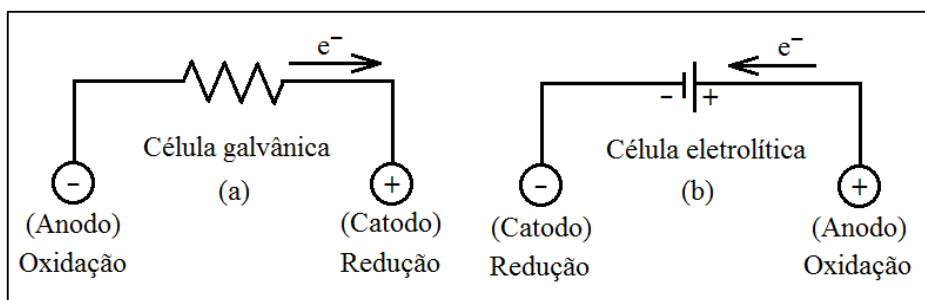 e⁻
Célula galvânica
(a)
-
+
(Anodo)
Oxidação
(Catodo)
Redução
e⁻
- +
Célula eletrolítica
(b)
-
+
(Catodo)
Redução
(Anodo)
Oxidação